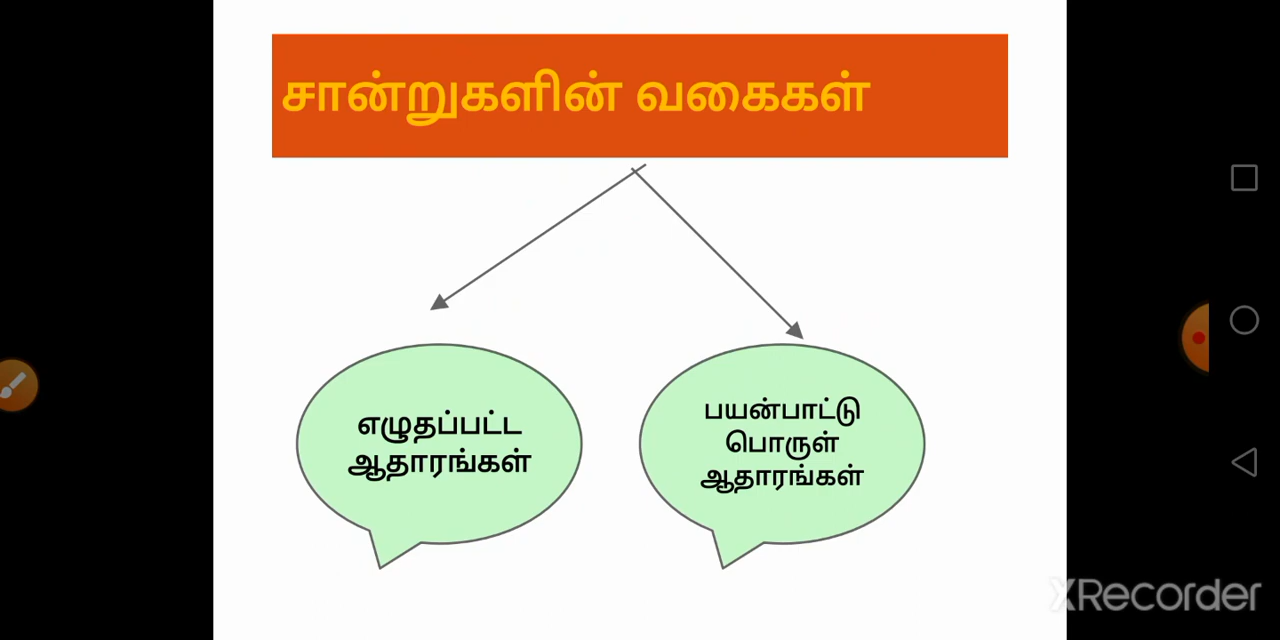 சான்றுகளின் வகைகள்
எழுதப்பட்ட
ஆதாரங்கள்
பயன்பாட்டு
பொருள்
ஆதாரங்கள்
XRecorder